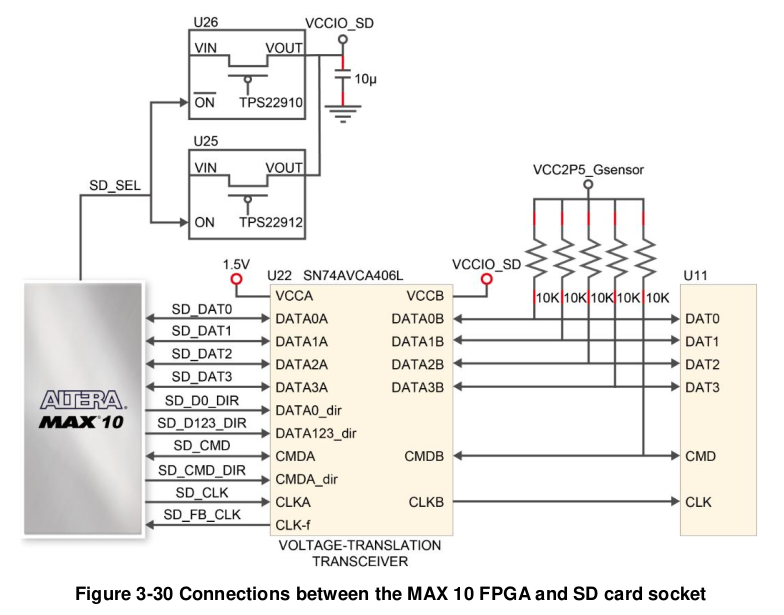 U26
VCCIO_SD
VIN VOUT
10µ
ON TPS22910
U25
VIN VOUT
SD_SEL
ON TPS22912
VCC2P5_Gsensor
1.5V
U22 SN74AVCA406L
VCCIO_SD
U11
VCCA VCCB
10K 10K 10K 10K 10K
SD_DAT0 DATA0A DATA0B DAT0
SD_DAT1 DATA1A DATA1B DAT1
SD_DAT2 DATA2A DATA2B DAT2
SD_DAT3 DATA3A DATA3B DAT3
ALTERA.
MAX 10
SD_D0_DIR DATA0_dir
SD_D123_DIR DATA123_dir
SD_CMD CMDA CMDB CMD
SD_CMD_DIR CMDA_dir
SD_CLK CLKA CLKB CLK
SD_FB_CLK CLK-f
VOLTAGE-TRANSLATION
TRANSCEIVER
Figure 3-30 Connections between the MAX 10 FPGA and SD card socket